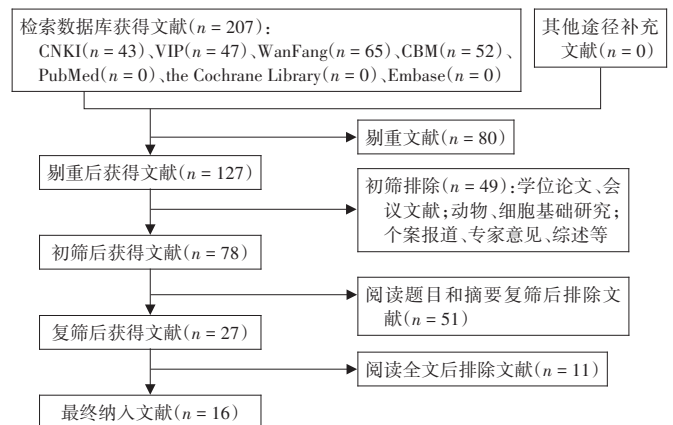 检索数据库获得文献(n = 207):
CNKI(n = 43)、VIP(n = 47)、WanFang(n = 65)、CBM(n = 52)、
PubMed(n = 0)、the Cochrane Library(n = 0)、Embase(n = 0)
其他途径补充
文献(n = 0)
剔重文献(n = 80)
剔重后获得文献(n = 127)
初筛排除(n = 49):学位论文、会
议文献;动物、细胞基础研究;
个案报道、专家意见、综述等
初筛后获得文献(n = 78)
阅读题目和摘要复筛后排除文
献(n = 51)
复筛后获得文献(n = 27)
阅读全文后排除文献(n = 11)
最终纳入文献(n = 16)